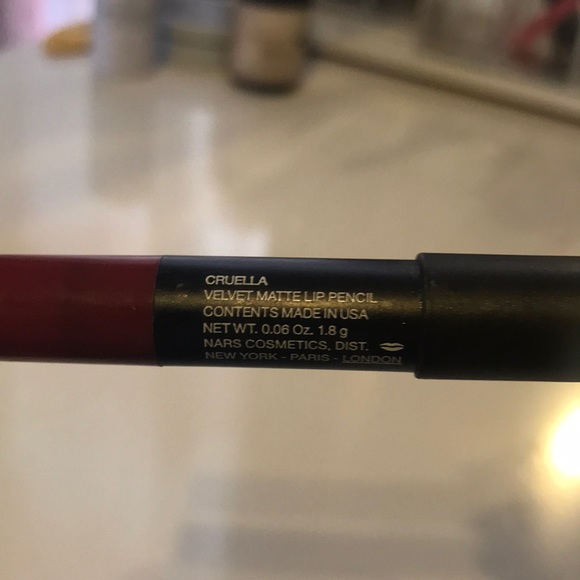 CRUELLA
VELVET MATTE LIP PENCIL
CONTENTS MADE IN USA
NET WT. 0.06 Oz. 1.8 g
NARS COSMETICS, DIST.
NEW YORK - PARIS - LONDON